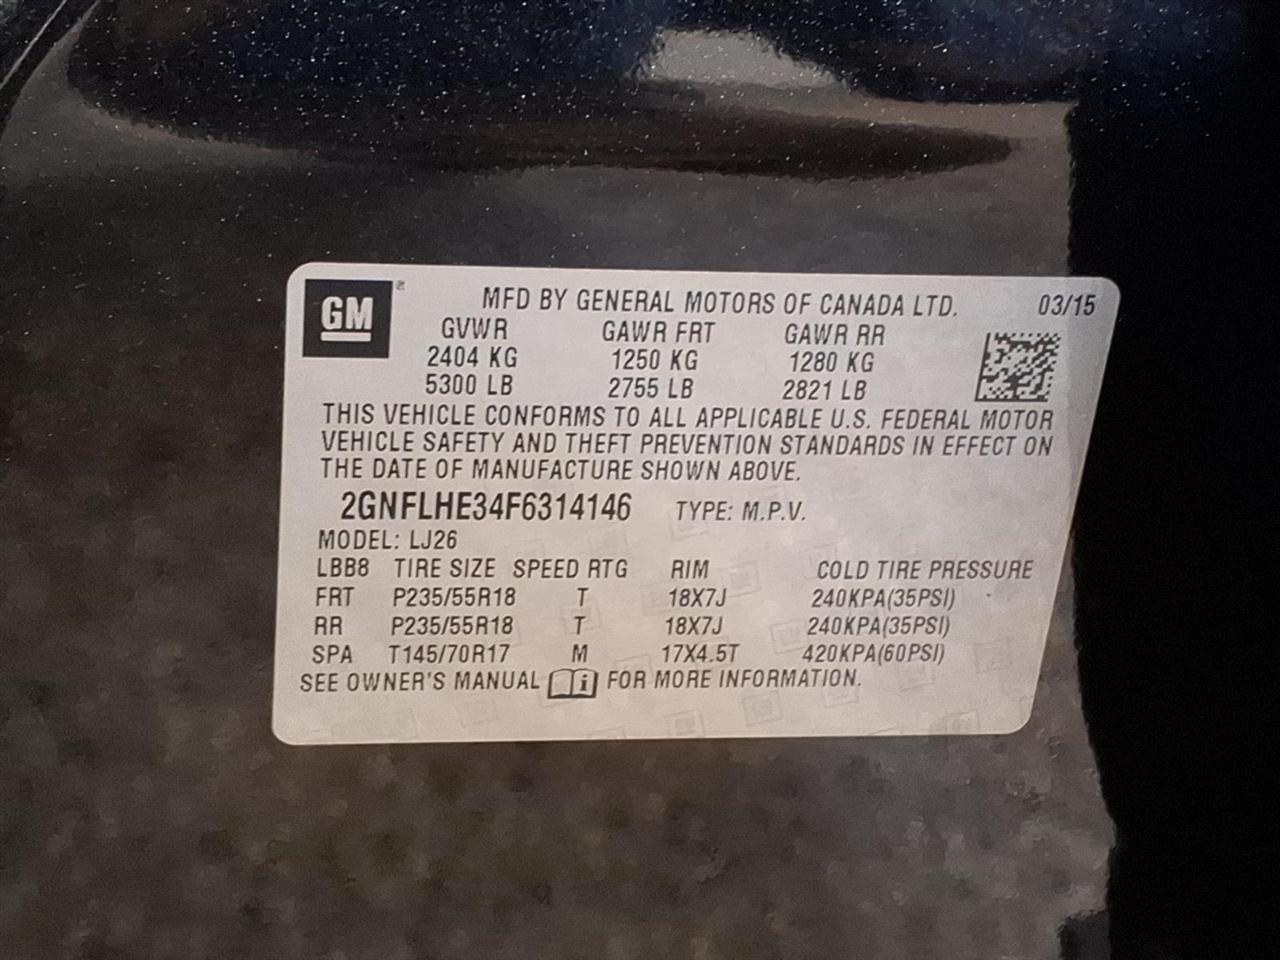 GM ®
MFD BY GENERAL MOTORS OF CANADA LTD. 03/15
GVWR GAWR FRT GAWR RR
2404 KG 1250 KG 1280 KG
5300 LB 2755 LB 2821 LB
THIS VEHICLE CONFORMS TO ALL APPLICABLE U.S. FEDERAL MOTOR
VEHICLE SAFETY AND THEFT PREVENTION STANDARDS IN EFFECT ON
THE DATE OF MANUFACTURE SHOWN ABOVE.
2GNFLHE34F6314146 TYPE: M.P.V.
MODEL: LJ26
LBB8 TIRE SIZE SPEED RTG RIM COLD TIRE PRESSURE
FRT P235/55R18 T 18X7J 240KPA(35PSI)
RR P235/55R18 T 18X7J 240KPA(35PSI)
SPA T145/70R17 M 17X4.5T 420KPA(60PSI)
SEE OWNER'S MANUAL i FOR MORE INFORMATION.